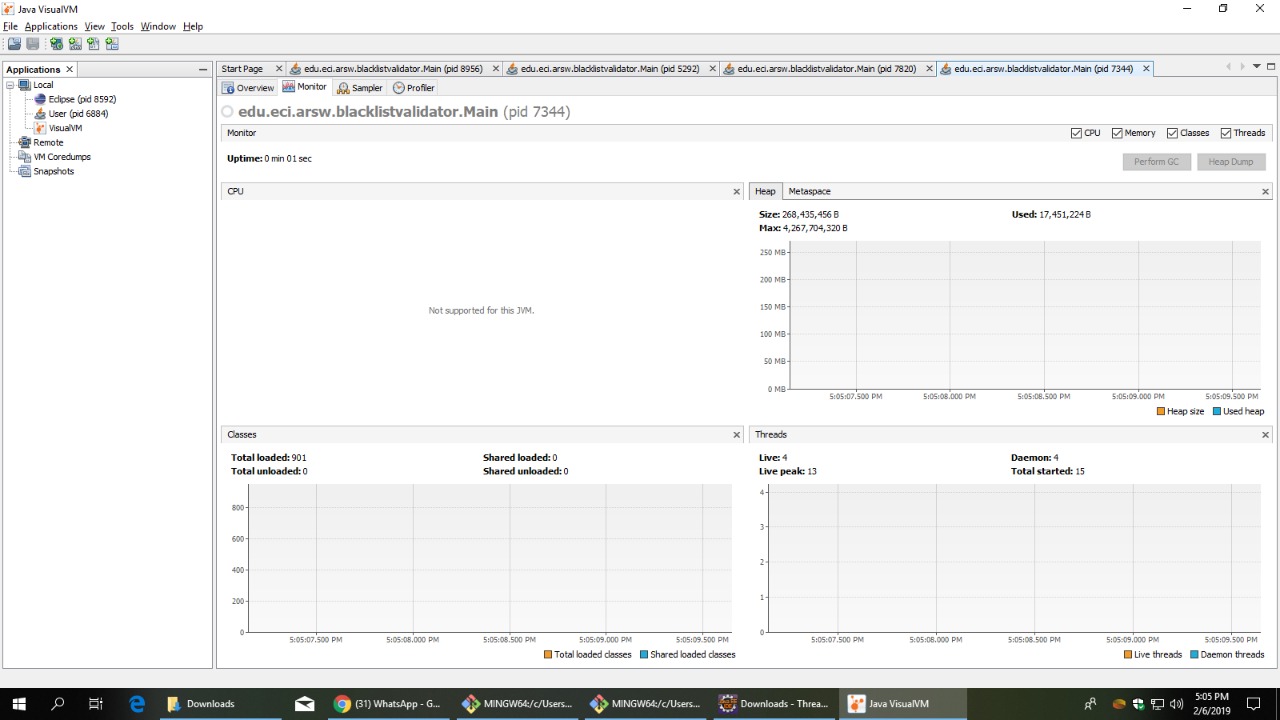 Java VisualVM
File Applications View Tools Window Help
Applications
Start Page edu.eci.arsw.blacklistvalidator.Main (pid 8956) edu.eci.arsw.blacklistvalidator.Main (pid 5292) edu.eci.arsw.blacklistvalidator.Main (pid 7820) edu.eci.arsw.blacklistvalidator.Main (pid 7344)
Local
Eclipse (pid 8592)
User (pid 6884)
VisualVM
Remote
VM Coredumps
Snapshots
Overview Monitor Sampler Profiler
edu.eci.arsw.blacklistvalidator.Main (pid 7344)
Monitor CPU Memory Classes Threads
Uptime: 0 min 01 sec Perform GC Heap Dump
CPU
Not supported for this JVM.
Heap Metaspace
Size: 268,435,456 B Used: 17,451,224 B
Max: 4,267,704,320 B
250 MB
200 MB
150 MB
100 MB
50 MB
0 MB
5:05:07.500 PM 5:05:08.000 PM 5:05:08.500 PM 5:05:09.000 PM 5:05:09.500 PM
Heap size Used heap
Classes
Total loaded: 901 Shared loaded: 0
Total unloaded: 0 Shared unloaded: 0
800
600
400
200
0
5:05:07.500 PM 5:05:08.000 PM 5:05:08.500 PM 5:05:09.000 PM 5:05:09.500 PM
Total loaded classes Shared loaded classes
Threads
Live: 4 Daemon: 4
Live peak: 13 Total started: 15
4
3
2
1
0
5:05:07.500 PM 5:05:08.000 PM 5:05:08.500 PM 5:05:09.000 PM 5:05:09.500 PM
Live threads Daemon threads
Downloads (31) WhatsApp - G... MINGW64:/c/Users... MINGW64:/c/Users... Downloads - Threa... Java VisualVM
5:05 PM
2/6/2019